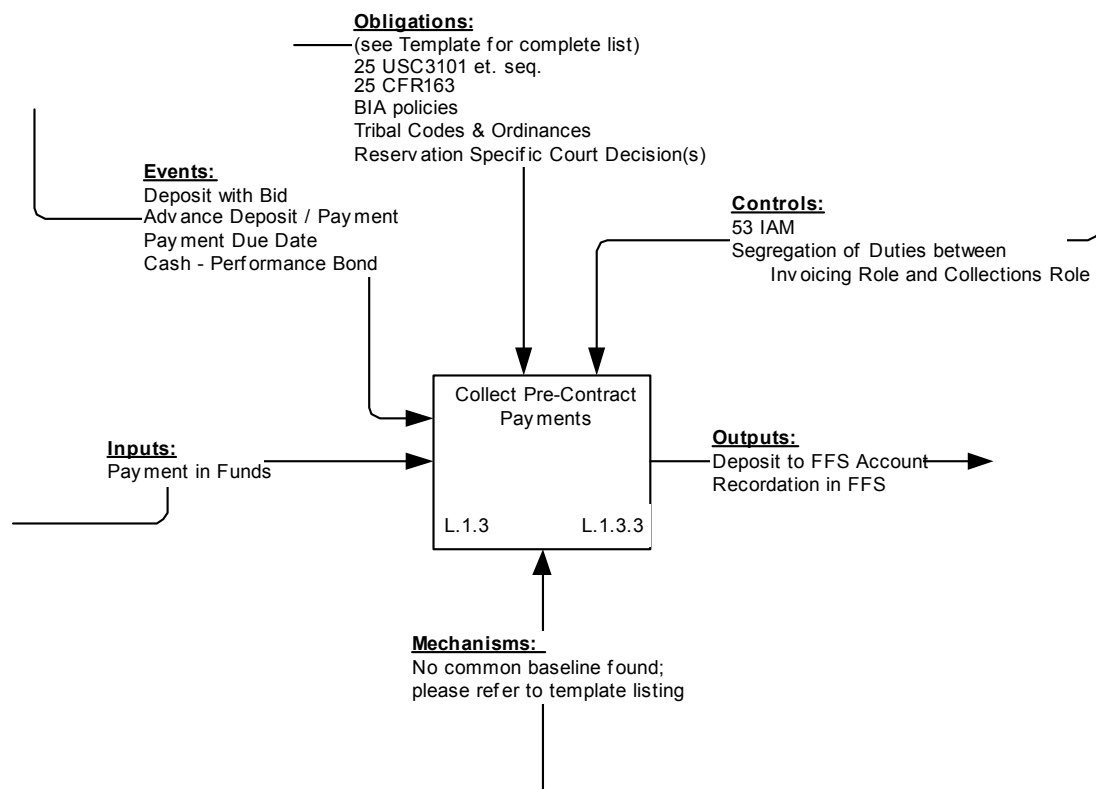 Obligations:
(see Template for complete list)
25 USC3101 et. seq.
25 CFR163
BIA policies
Tribal Codes & Ordinances
Reservation Specific Court Decision(s)
Events:
Deposit with Bid
Advance Deposit / Payment
Payment Due Date
Cash - Performance Bond
Controls:
53 IAM
Segregation of Duties between
Invoicing Role and Collections Role
Collect Pre-Contract
Payments
L.1.3 L.1.3.3
Inputs:
Payment in Funds
Outputs:
Deposit to FFS Account
Recordation in FFS
Mechanisms:
No common baseline found;
please refer to template listing